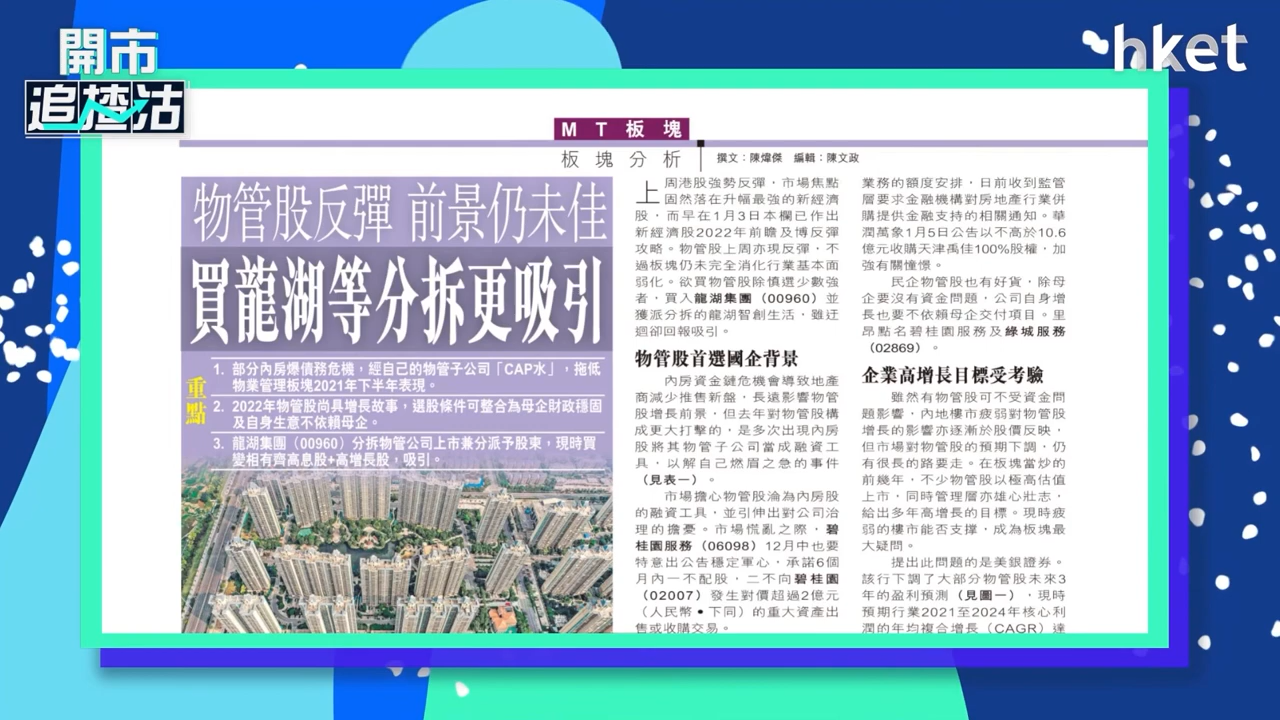 開市
追揸沽
hket
MT板塊
板塊分析
撰文：陳煒傑 編輯：陳文政
物管股反彈 前景仍未佳
買龍湖等分拆更吸引
重點
1. 部分內房爆債務危機，經自己的物管子公司「CAP水」，拖低
物業管理板塊2021年下半年表現。
2. 2022年物管股尚具增長故事，選股條件可整合為母企財政穩固
及自身生意不依賴母企。
3. 龍湖集團（00960）分拆物管公司上市兼分派予股東，現時買
變相有齊高息股+高增長股，吸引。
上周港股強勢反彈，市場焦點
固然落在升幅最強的新經濟
股，而早在1月3日本欄已作出
新經濟股2022年前瞻及博反彈
攻略。物管股上周亦現反彈，不
過板塊仍未完全消化行業基本面
弱化。欲買物管股除慎選少數強
者，買入龍湖集團（00960）並
獲派分拆的龍湖智創生活，雖迂
迴卻回報吸引。
物管股首選國企背景
內房資金鏈危機會導致地產
商減少推售新盤，長遠影響物管
股增長前景，但去年對物管股構
成更大打擊的，是多次出現內房
股將其物管子公司當成融資工
具，以解自己燃眉之急的事件
（見表一）。
市場擔心物管股淪為內房股
的融資工具，並引伸出對公司治
理的擔憂。市場慌亂之際，碧
桂園服務（06098）12月中也要
特意出公告穩定軍心，承諾6個
月內一不配股，二不向碧桂園
（02007）發生對價超過2億元
（人民幣•下同）的重大資產出
售或收購交易。
業務的額度安排，日前收到監管
層要求金融機構對房地產行業併
購提供金融支持的相關通知。華
潤萬象1月5日公告以不高於10.6
億元收購天津禹佳100%股權，加
強有關憧憬。
民企物管股也有好貨，除母
企要沒有資金問題，公司自身增
長也要不依賴母企交付項目。里
昂點名碧桂園服務及綠城服務
（02869）。
企業高增長目標受考驗
雖然有物管股可不受資金問
題影響，內地樓市疲弱對物管股
增長的影響亦逐漸於股價反映，
但市場對物管股的預期下調，仍
有很長的路要走。在板塊當炒的
前幾年，不少物管股以極高估值
上市，同時管理層亦雄心壯志，
給出多年高增長的目標。現時疲
弱的樓市能否支撐，成為板塊最
大疑問。
提出此問題的是美銀證券。
該行下調了大部分物管股未來3
年的盈利預測（見圖一），現時
預期行業2021至2024年核心利
潤的年均複合增長（CAGR）達